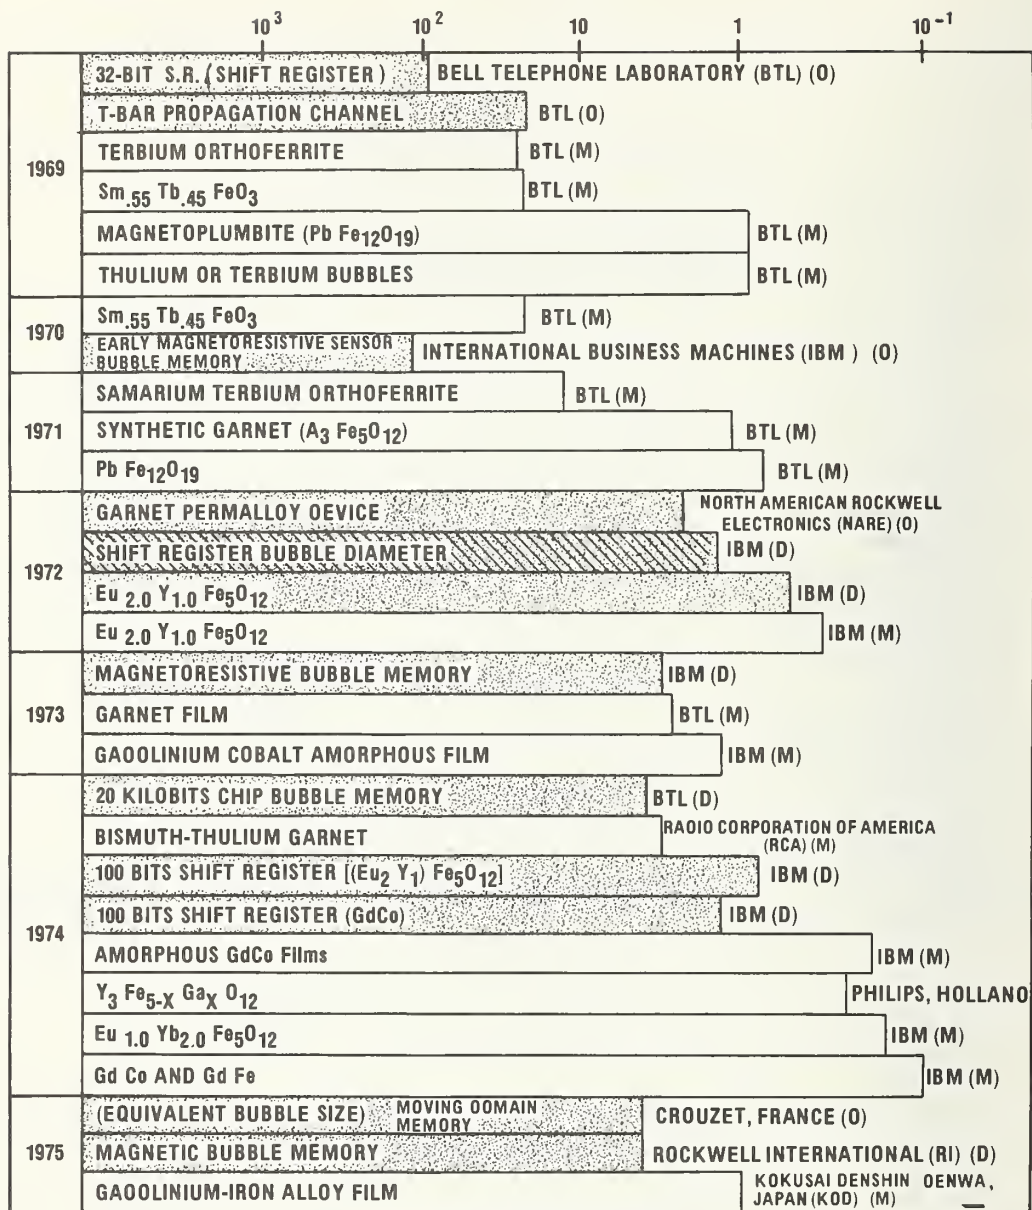 10³ 10² 10 1 10⁻¹
1969
32-BIT S.R. (SHIFT REGISTER) BELL TELEPHONE LABORATORY (BTL) (O)
T-BAR PROPAGATION CHANNEL BTL (O)
TERBIUM ORTHOFERRITE BTL (M)
Sm.55 Tb.45 FeO3 BTL (M)
MAGNETOPLUMBITE (Pb Fe12O19) BTL (M)
THULIUM OR TERBIUM BUBBLES BTL (M)
1970
Sm.55 Tb.45 FeO3 BTL (M)
EARLY MAGNETORESISTIVE SENSOR
BUBBLE MEMORY INTERNATIONAL BUSINESS MACHINES (IBM ) (O)
1971
SAMARIUM TERBIUM ORTHOFERRITE BTL (M)
SYNTHETIC GARNET (A3 Fe5O12) BTL (M)
Pb Fe12O19 BTL (M)
1972
GARNET PERMALLOY OEVICE NORTH AMERICAN ROCKWELL
ELECTRONICS (NARE) (O)
SHIFT REGISTER BUBBLE DIAMETER IBM (D)
Eu 2.0 Y1.0 Fe5O12 IBM (D)
Eu 2.0 Y1.0 Fe5O12 IBM (M)
1973
MAGNETORESISTIVE BUBBLE MEMORY IBM (D)
GARNET FILM BTL (M)
GAOOLINIUM COBALT AMORPHOUS FILM IBM (M)
1974
20 KILOBITS CHIP BUBBLE MEMORY BTL (D)
BISMUTH-THULIUM GARNET RAOIO CORPORATION OF AMERICA
(RCA) (M)
100 BITS SHIFT REGISTER [(Eu2 Y1) Fe5O12] IBM (D)
100 BITS SHIFT REGISTER (GdCo) IBM (D)
AMORPHOUS GdCo Films IBM (M)
Y3 Fe5-X GaX O12 PHILIPS, HOLLANO
Eu 1.0 Yb2.0 Fe5O12 IBM (M)
Gd Co AND Gd Fe IBM (M)
1975
(EQUIVALENT BUBBLE SIZE) MOVING OOMAIN
MEMORY CROUZET, FRANCE (O)
MAGNETIC BUBBLE MEMORY ROCKWELL INTERNATIONAL (RI) (D)
GAOOLINIUM-IRON ALLOY FILM KOKUSAI DENSHIN OENWA,
JAPAN (KOD) (M)